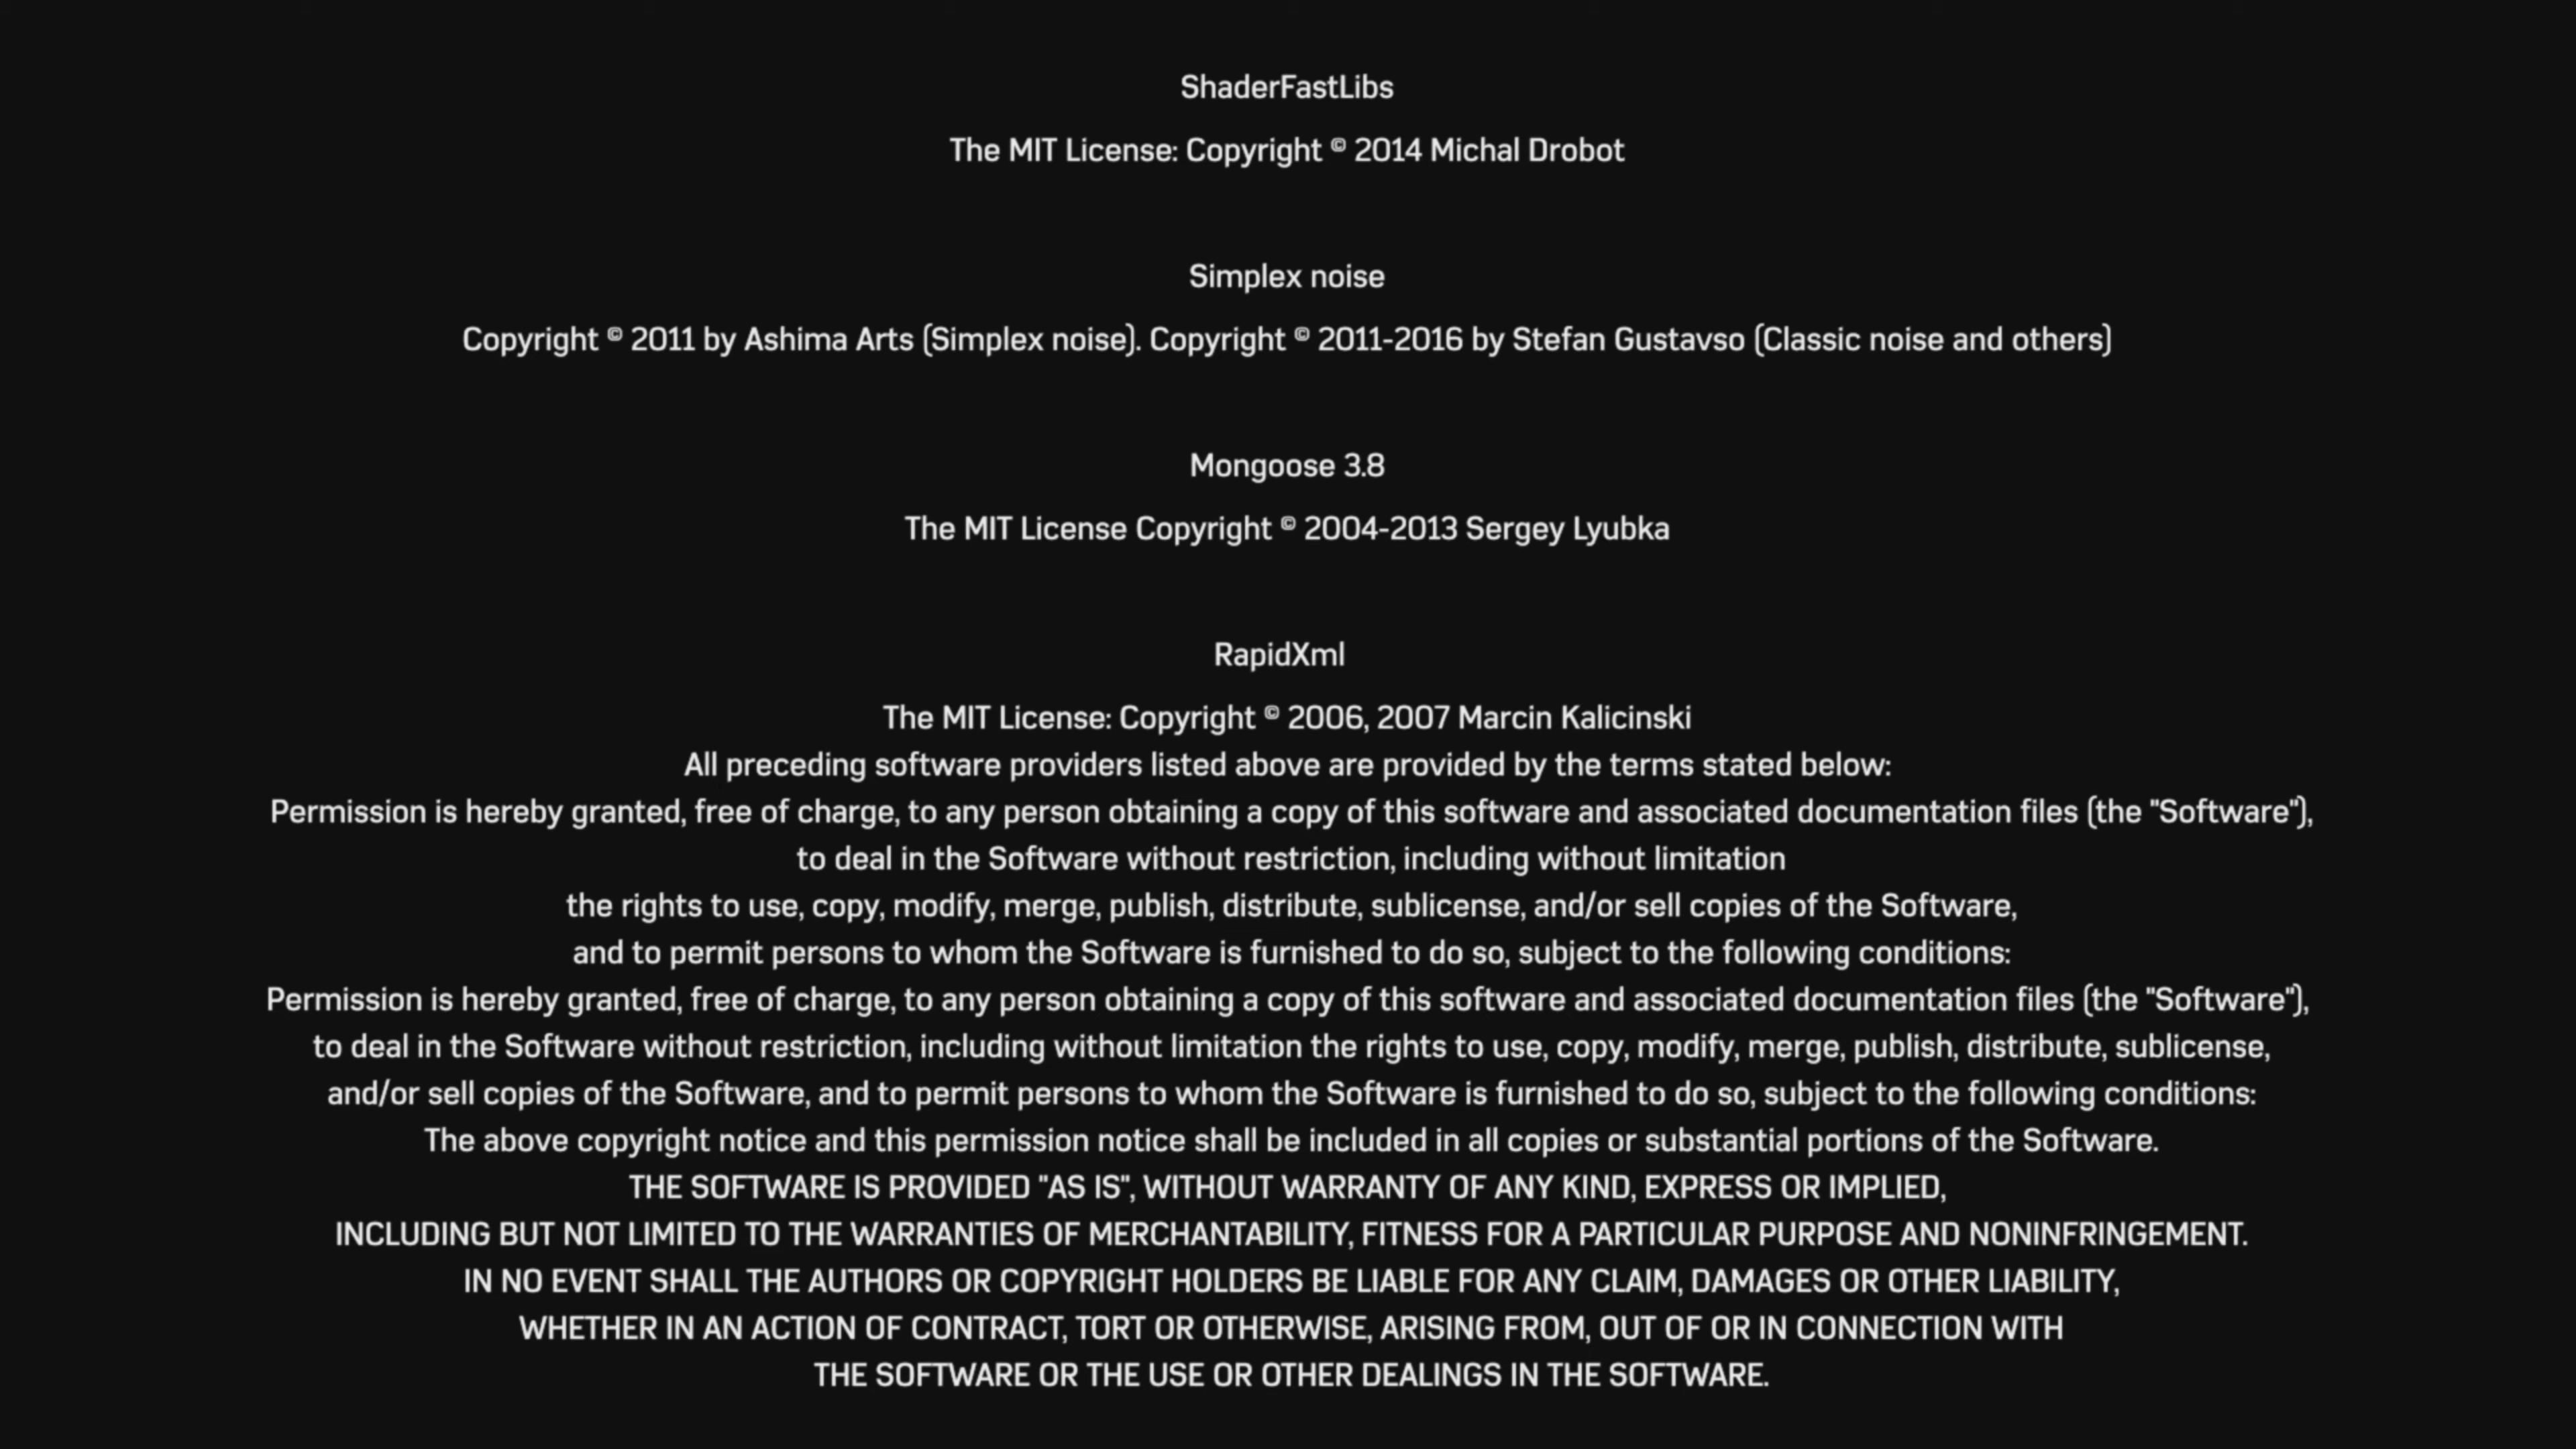 ShaderFastLibs
The MIT License: Copyright © 2014 Michal Drobot
Simplex noise
Copyright © 2011 by Ashima Arts (Simplex noise). Copyright © 2011-2016 by Stefan Gustavso (Classic noise and others)
Mongoose 3.8
The MIT License Copyright © 2004-2013 Sergey Lyubka
RapidXml
The MIT License: Copyright © 2006, 2007 Marcin Kalicinski
All preceding software providers listed above are provided by the terms stated below:
Permission is hereby granted, free of charge, to any person obtaining a copy of this software and associated documentation files (the "Software"),
to deal in the Software without restriction, including without limitation
the rights to use, copy, modify, merge, publish, distribute, sublicense, and/or sell copies of the Software,
and to permit persons to whom the Software is furnished to do so, subject to the following conditions:
Permission is hereby granted, free of charge, to any person obtaining a copy of this software and associated documentation files (the "Software"),
to deal in the Software without restriction, including without limitation the rights to use, copy, modify, merge, publish, distribute, sublicense,
and/or sell copies of the Software, and to permit persons to whom the Software is furnished to do so, subject to the following conditions:
The above copyright notice and this permission notice shall be included in all copies or substantial portions of the Software.
THE SOFTWARE IS PROVIDED "AS IS", WITHOUT WARRANTY OF ANY KIND, EXPRESS OR IMPLIED,
INCLUDING BUT NOT LIMITED TO THE WARRANTIES OF MERCHANTABILITY, FITNESS FOR A PARTICULAR PURPOSE AND NONINFRINGEMENT.
IN NO EVENT SHALL THE AUTHORS OR COPYRIGHT HOLDERS BE LIABLE FOR ANY CLAIM, DAMAGES OR OTHER LIABILITY,
WHETHER IN AN ACTION OF CONTRACT, TORT OR OTHERWISE, ARISING FROM, OUT OF OR IN CONNECTION WITH
THE SOFTWARE OR THE USE OR OTHER DEALINGS IN THE SOFTWARE.